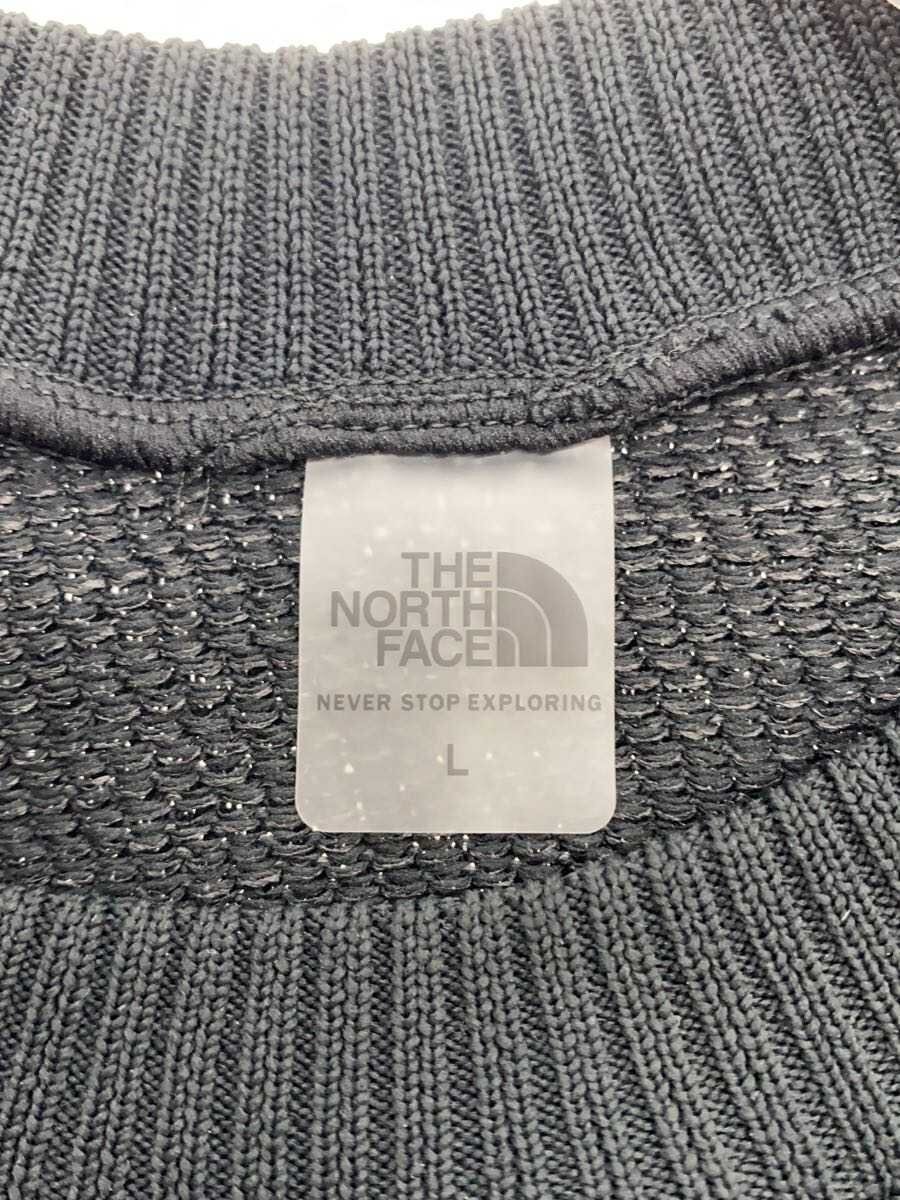 THE
NORTH
FACE
NEVER STOP EXPLORING
L